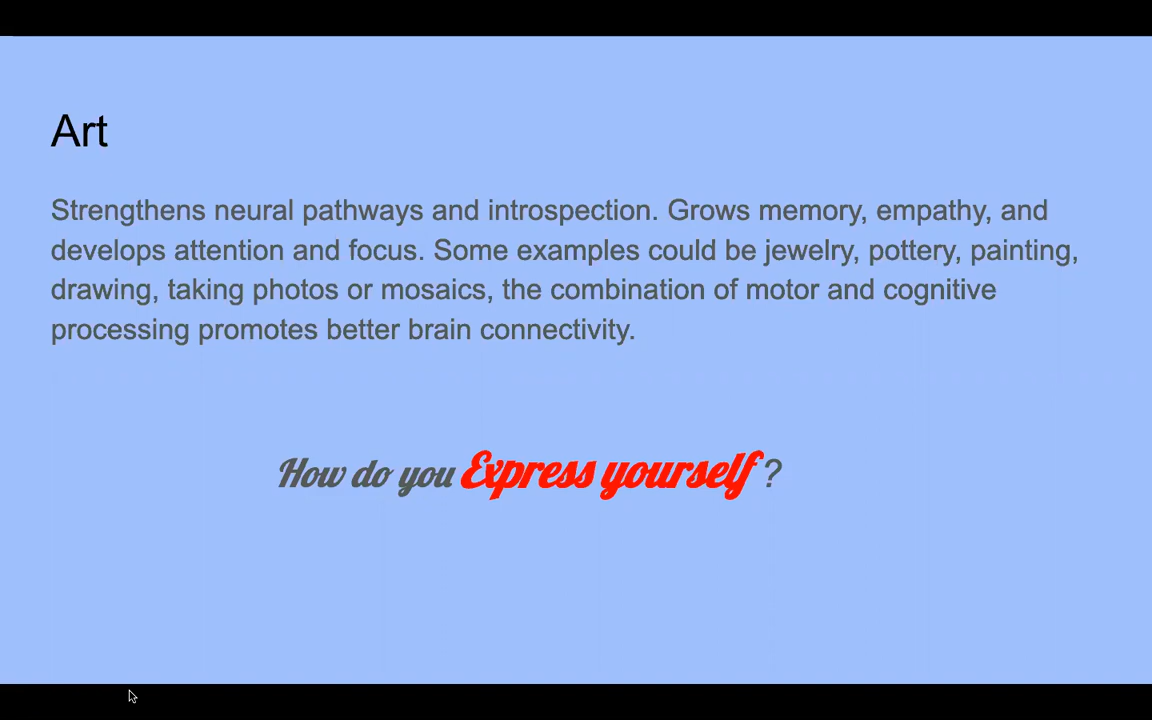 Art
Strengthens neural pathways and introspection. Grows memory, empathy, and
develops attention and focus. Some examples could be jewelry, pottery, painting,
drawing, taking photos or mosaics, the combination of motor and cognitive
processing promotes better brain connectivity.
How do you Express yourself ?